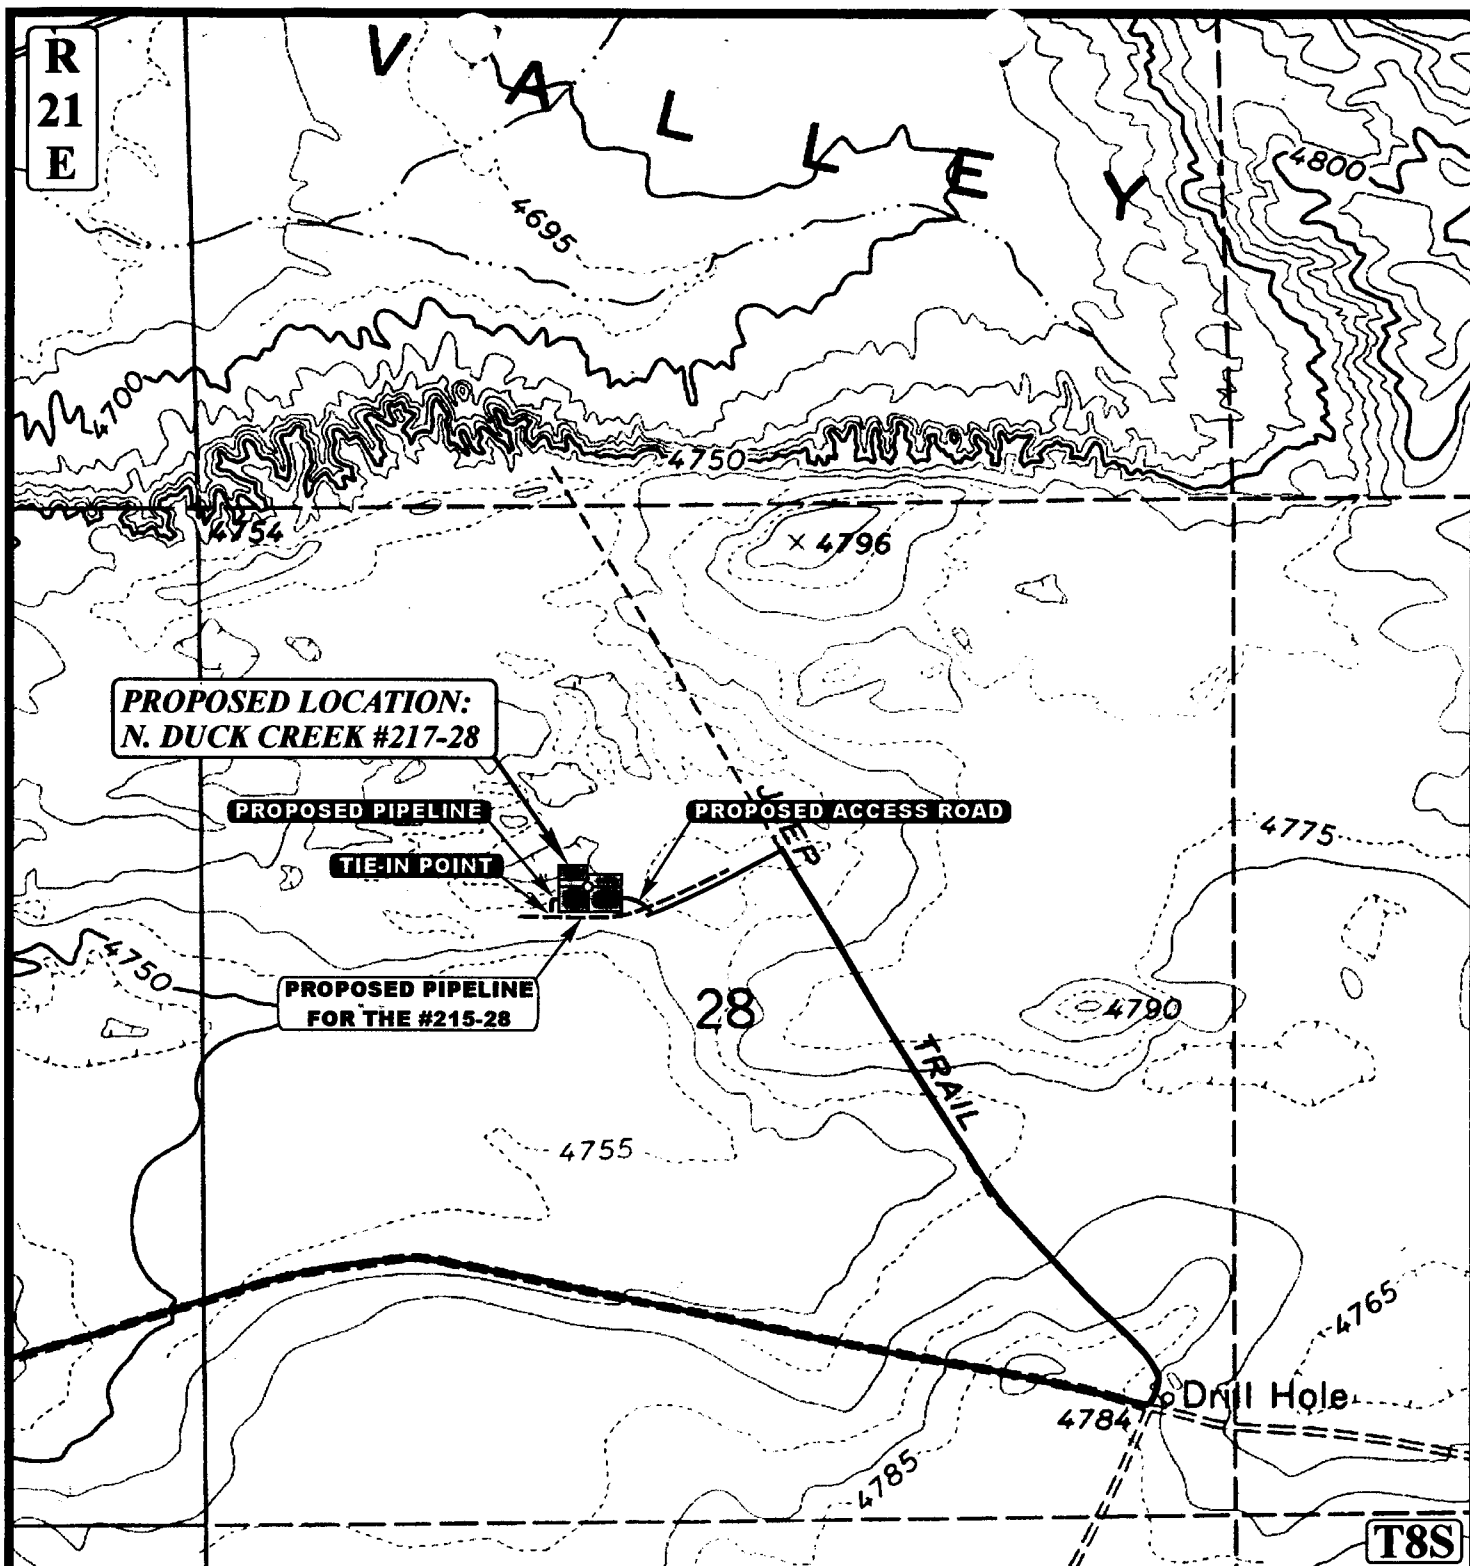 R
21
E
V A L L E Y
4800
4695
4700
4750
4754
4796
PROPOSED LOCATION:
N. DUCK CREEK #217-28
PROPOSED PIPELINE
PROPOSED ACCESS ROAD
JEEP
4775
TIE-IN POINT
4750
PROPOSED PIPELINE
FOR THE #215-28
28
4790
TRAIL
4755
4765
Drill Hole
4784
4785
T8S